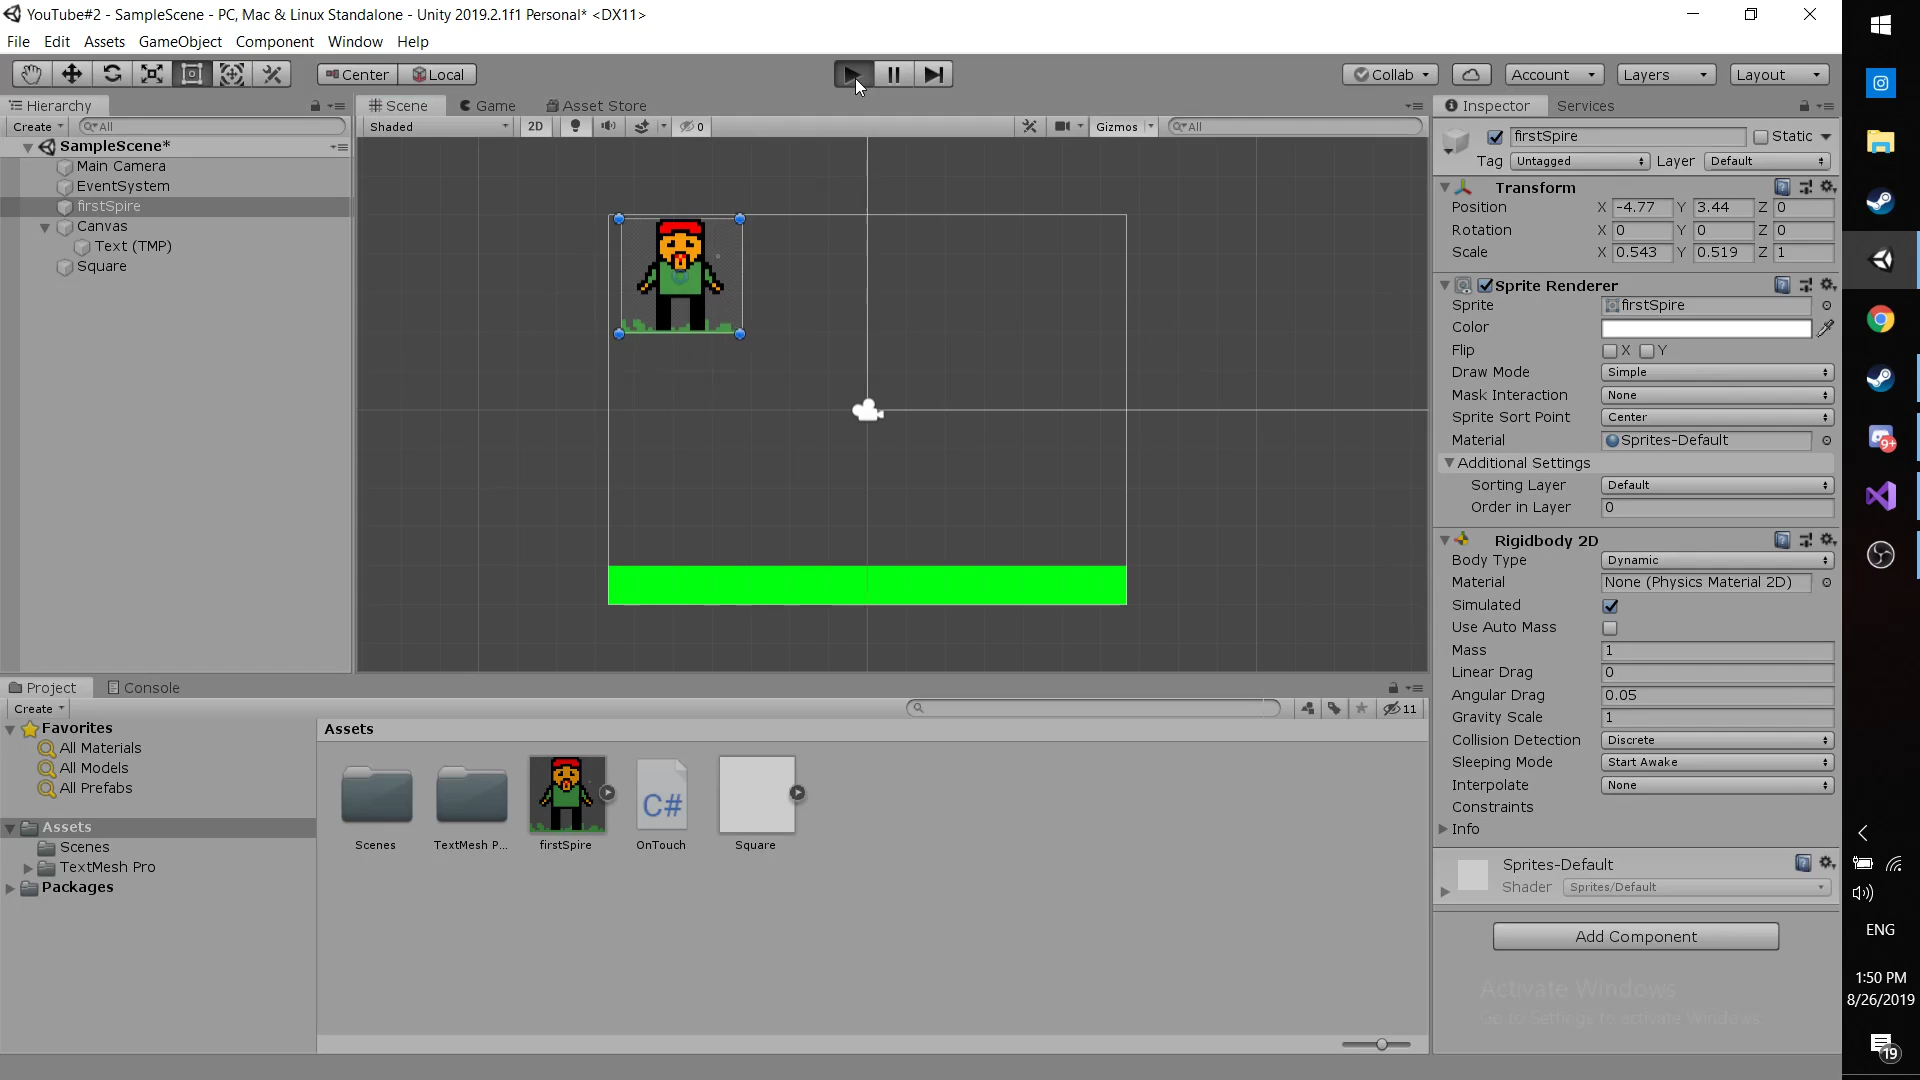 YouTube#2 - SampleScene - PC, Mac & Linux Standalone - Unity 2019.2.1f1 Personal* <DX11>
File Edit Assets GameObject Component Window Help
Center Local Collab Account Layers Layout
Hierarchy
Create All
SampleScene*
Main Camera
EventSystem
firstSpire
Canvas
Text (TMP)
Square
Scene Game Asset Store
Shaded 2D 0 Gizmos All
Inspector Services
firstSpire Static
Tag Untagged Layer Default
Transform
Position X -4.77 Y 3.44 Z 0
Rotation X 0 Y 0 Z 0
Scale X 0.543 Y 0.519 Z 1
Sprite Renderer
Sprite firstSpire
Color
Flip X Y
Draw Mode Simple
Mask Interaction None
Sprite Sort Point Center
Material Sprites-Default
Additional Settings
Sorting Layer Default
Order in Layer 0
Rigidbody 2D
Body Type Dynamic
Material None (Physics Material 2D)
Simulated
Use Auto Mass
Mass 1
Linear Drag 0
Angular Drag 0.05
Gravity Scale 1
Collision Detection Discrete
Sleeping Mode Start Awake
Interpolate None
Constraints
Info
Sprites-Default
Shader Sprites/Default
Add Component
Activate Windows
Go to Settings to activate Windows.
Project Console
Create 11
Favorites
All Materials
All Models
All Prefabs
Assets
Scenes
TextMesh Pro
Packages
Assets
C#
Scenes TextMesh P... firstSpire OnTouch Square
9+
ENG
1:50 PM
8/26/2019
19